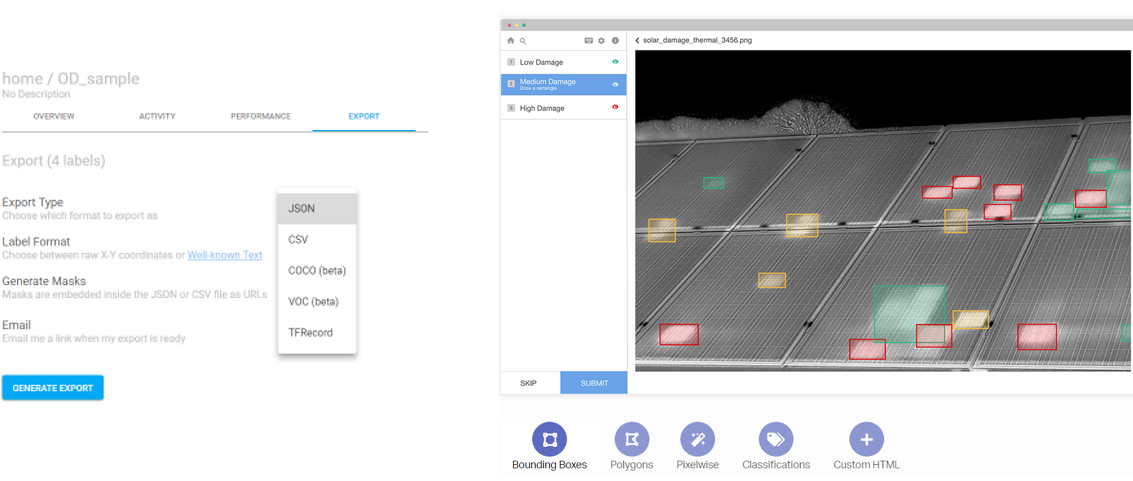 home / OD_sample
No Description
OVERVIEW ACTIVITY PERFORMANCE EXPORT
Export (4 labels)
Export Type
Choose which format to export as
Label Format
Choose between raw X-Y coordinates or Well-known Text
Generate Masks
Masks are embedded inside the JSON or CSV file as URLs
Email
Email me a link when my export is ready
GENERATE EXPORT
JSON
CSV
COCO (beta)
VOC (beta)
TFRecord
solar_damage_thermal_3456.png
1 Low Damage
2 Medium Damage
Draw a rectangle
3 High Damage
SKIP SUBMIT
Bounding Boxes Polygons Pixelwise Classifications Custom HTML